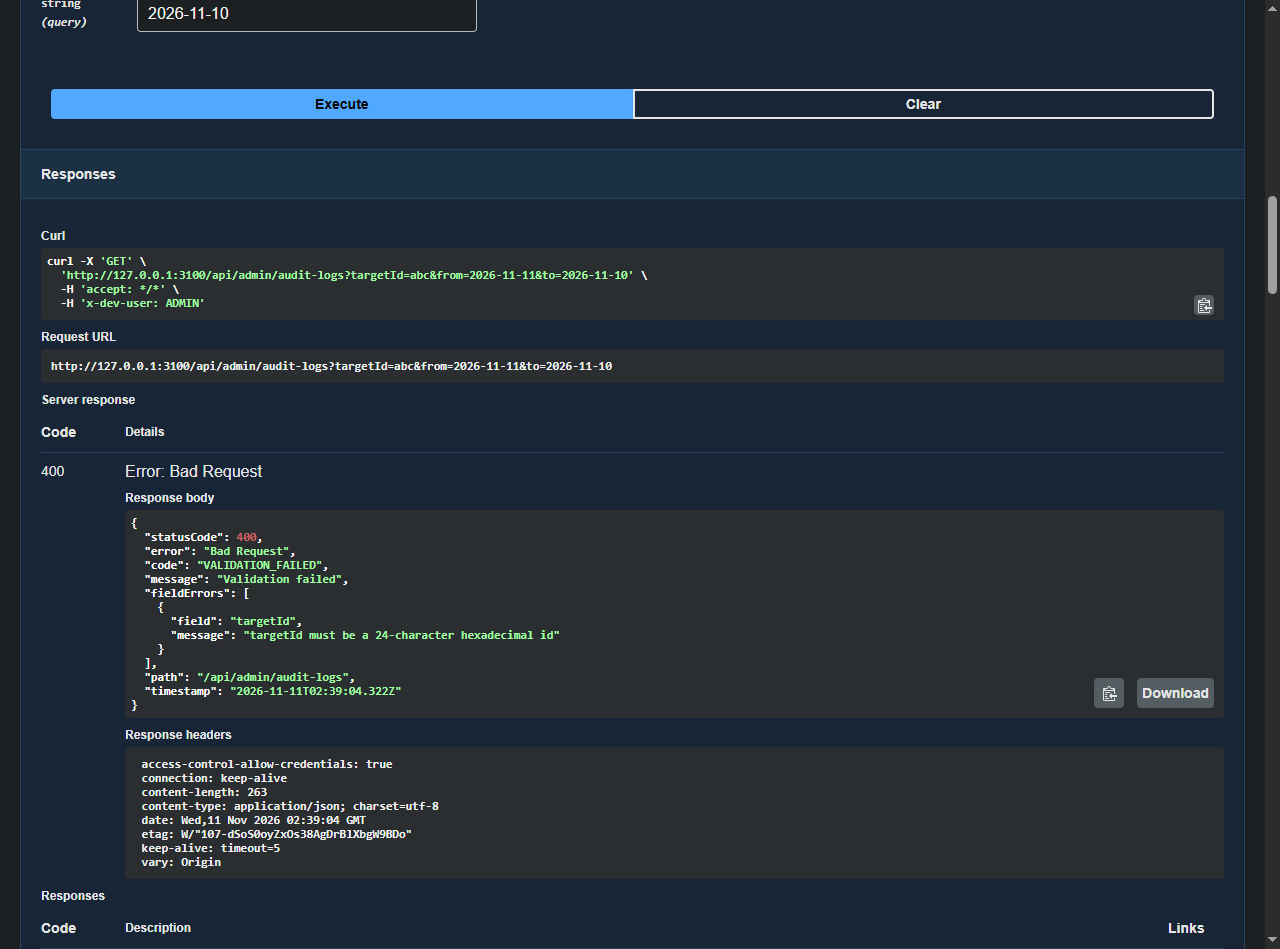 string
(query)
2026-11-10
Execute
Clear
Responses
Curl
curl -X 'GET' \
  'http://127.0.0.1:3100/api/admin/audit-logs?targetId=abc&from=2026-11-11&to=2026-11-10' \
  -H 'accept: */*' \
  -H 'x-dev-user: ADMIN'
Request URL
http://127.0.0.1:3100/api/admin/audit-logs?targetId=abc&from=2026-11-11&to=2026-11-10
Server response
Code Details
400 Error: Bad Request
Response body
{
  "statusCode": 400,
  "error": "Bad Request",
  "code": "VALIDATION_FAILED",
  "message": "Validation failed",
  "fieldErrors": [
    {
      "field": "targetId",
      "message": "targetId must be a 24-character hexadecimal id"
    }
  ],
  "path": "/api/admin/audit-logs",
  "timestamp": "2026-11-11T02:39:04.322Z"
}
Download
Response headers
access-control-allow-credentials: true
connection: keep-alive
content-length: 263
content-type: application/json; charset=utf-8
date: Wed,11 Nov 2026 02:39:04 GMT
etag: W/"107-dSoS0oyZxOs38AgDrBlXbgW9BDo"
keep-alive: timeout=5
vary: Origin
Responses
Code Description Links